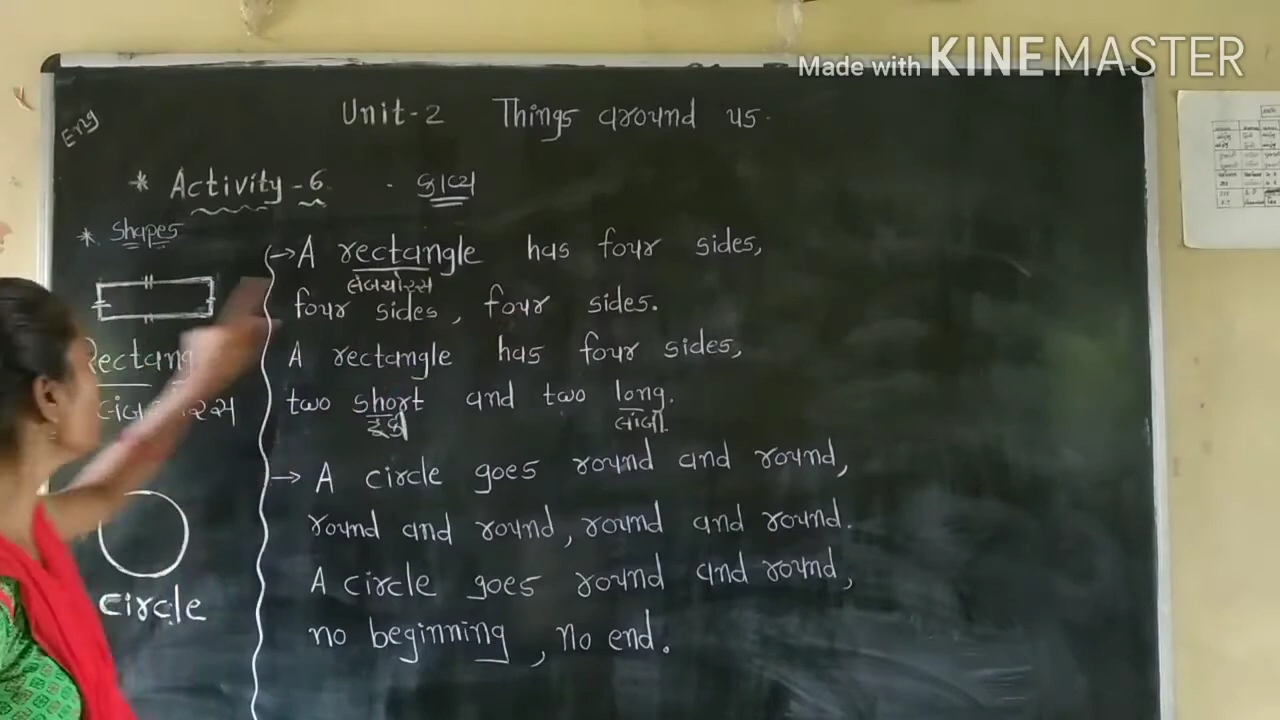 Made with KINEMASTER
Eng
Unit-2 Things around us.
* Activity-6 - કાવ્ય
* Shapes
Rectang
circle
→ A rectangle has four sides,
લંબચોરસ
four sides, four sides.
A rectangle has four sides,
two short and two long.
ટૂંકી લાંબી
→ A circle goes round and round,
round and round, round and round.
A circle goes round and round,
no beginning, no end.